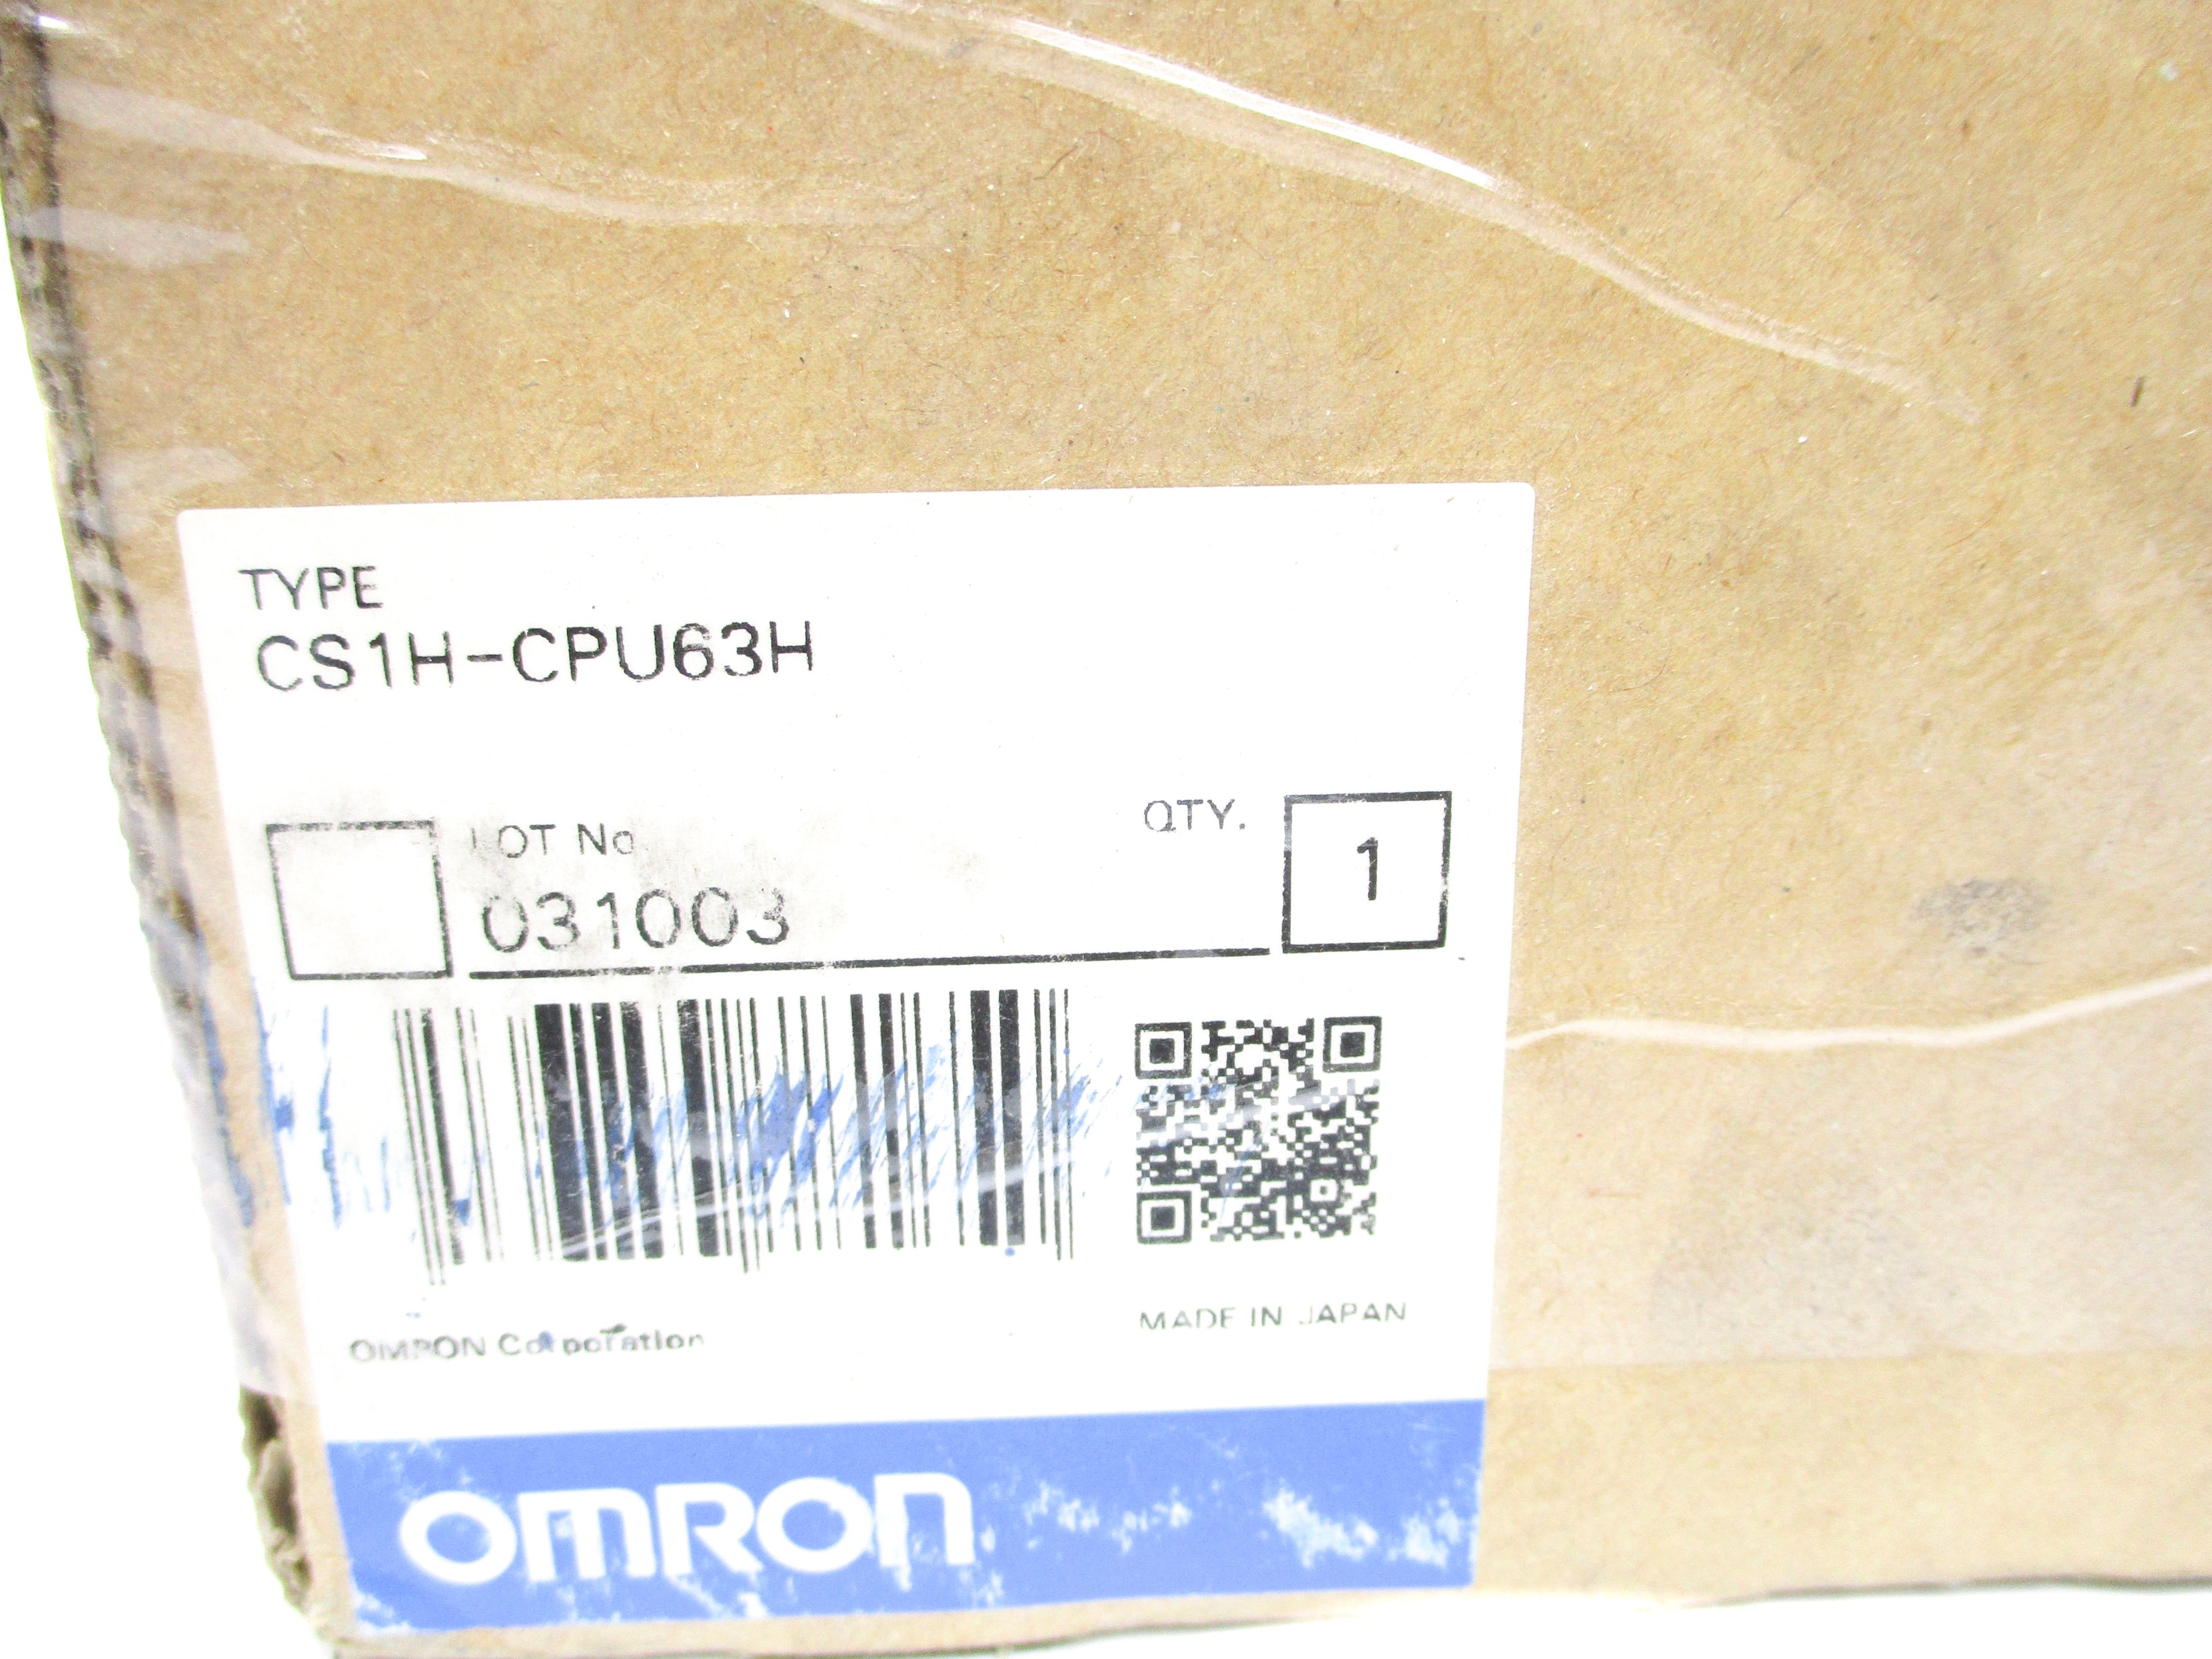 TYPE
CS1H-CPU63H
LOT No
QTY.
1
031003
OMRON Corporation
MADE IN JAPAN
OMRON